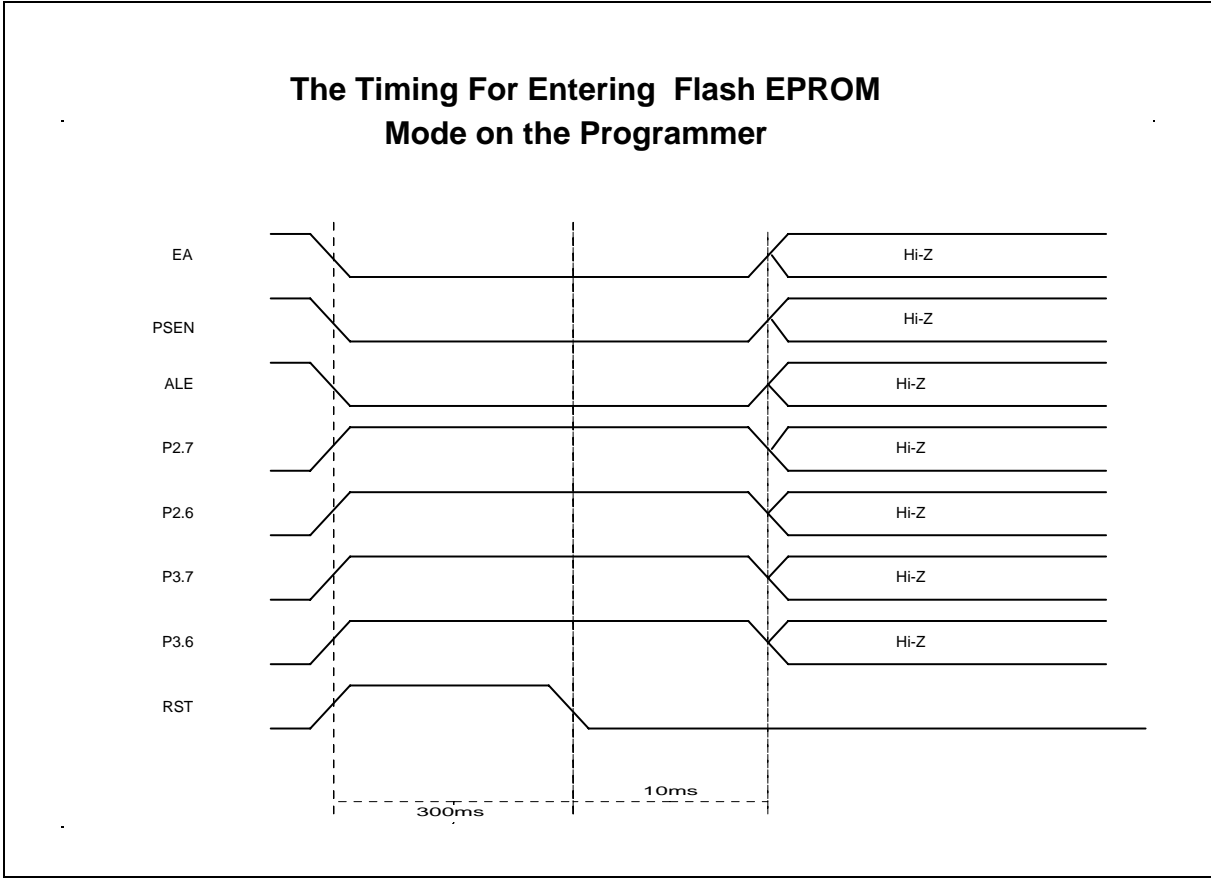 The Timing For Entering Flash EPROM
Mode on the Programmer
EA
Hi-Z
PSEN
Hi-Z
ALE
Hi-Z
P2.7
Hi-Z
P2.6
Hi-Z
P3.7
Hi-Z
P3.6
Hi-Z
RST
10ms
300ms